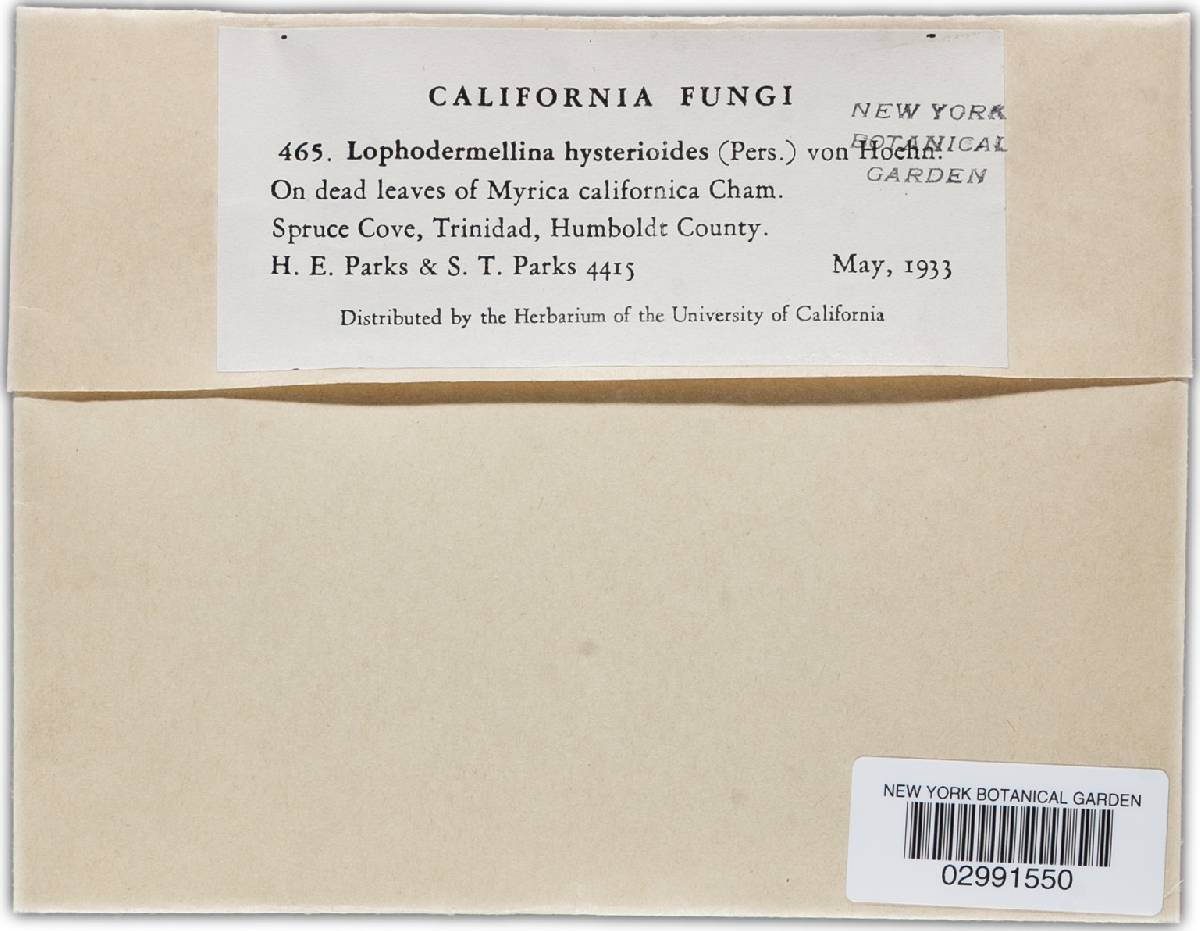 CALIFORNIA FUNGI
NEW YORK
BOTANICAL
GARDEN
465. Lophodermellina hysterioides (Pers.) von Hoehn.
On dead leaves of Myrica californica Cham.
Spruce Cove, Trinidad, Humboldt County.
H. E. Parks & S. T. Parks 4415 May, 1933
Distributed by the Herbarium of the University of California
NEW YORK BOTANICAL GARDEN
02991550